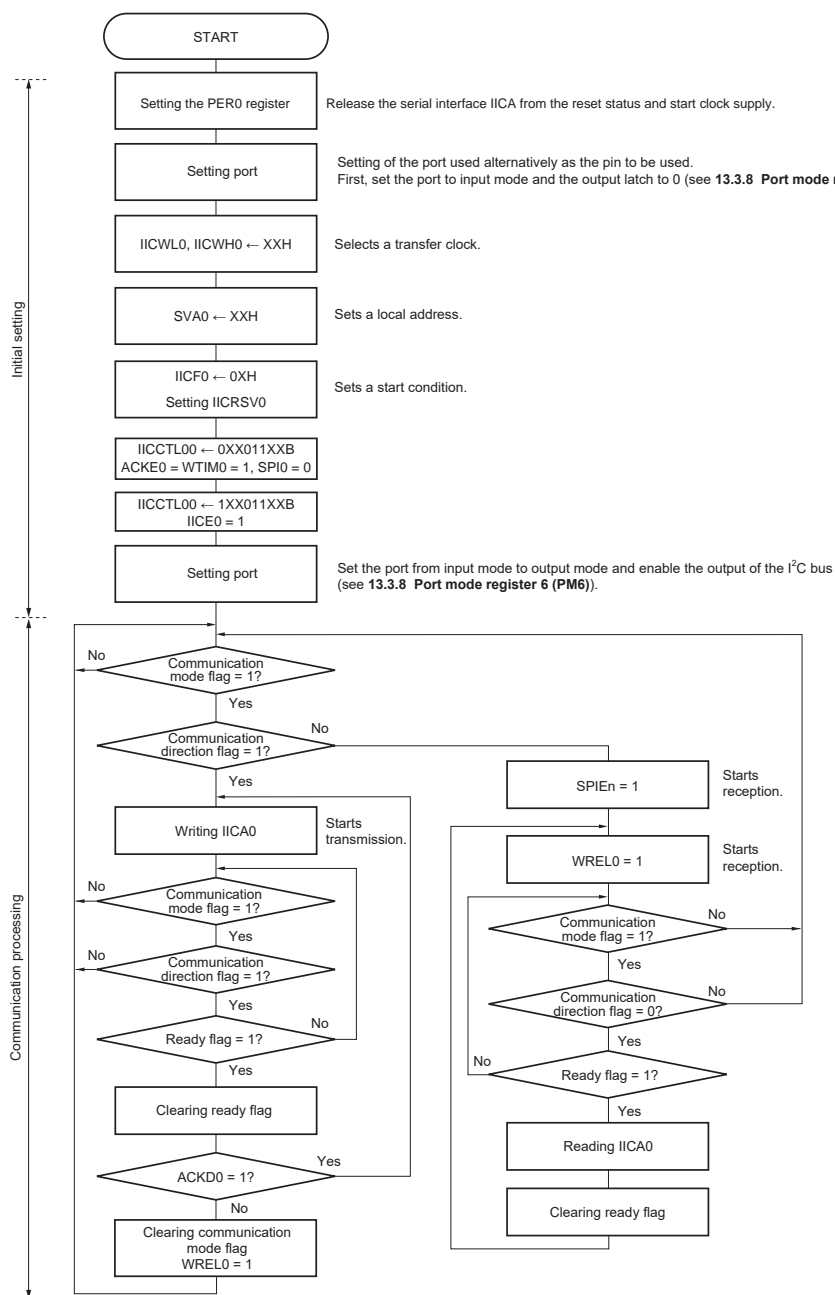 START
Initial setting
Setting the PER0 register
Release the serial interface IICA from the reset status and start clock supply.
Setting port
Setting of the port used alternatively as the pin to be used.
First, set the port to input mode and the output latch to 0 (see 13.3.8 Port mode
IICWL0, IICWH0 ← XXH
Selects a transfer clock.
SVA0 ← XXH
Sets a local address.
IICF0 ← 0XH
Setting IICRSV0
Sets a start condition.
IICCTL00 ← 0XX011XXB
ACKE0 = WTIM0 = 1, SPI0 = 0
IICCTL00 ← 1XX011XXB
IICE0 = 1
Setting port
Set the port from input mode to output mode and enable the output of the I²C bus
(see 13.3.8 Port mode register 6 (PM6)).
Communication processing
No
Communication
mode flag = 1?
Yes
No
Communication
direction flag = 1?
Yes
Writing IICA0
Starts
transmission.
No
Communication
mode flag = 1?
Yes
No
Communication
direction flag = 1?
Yes
No
Ready flag = 1?
Yes
Clearing ready flag
Yes
ACKD0 = 1?
No
Clearing communication
mode flag
WREL0 = 1
SPIEn = 1
Starts
reception.
WREL0 = 1
Starts
reception.
No
Communication
mode flag = 1?
Yes
No
Communication
direction flag = 0?
Yes
No
Ready flag = 1?
Yes
Reading IICA0
Clearing ready flag